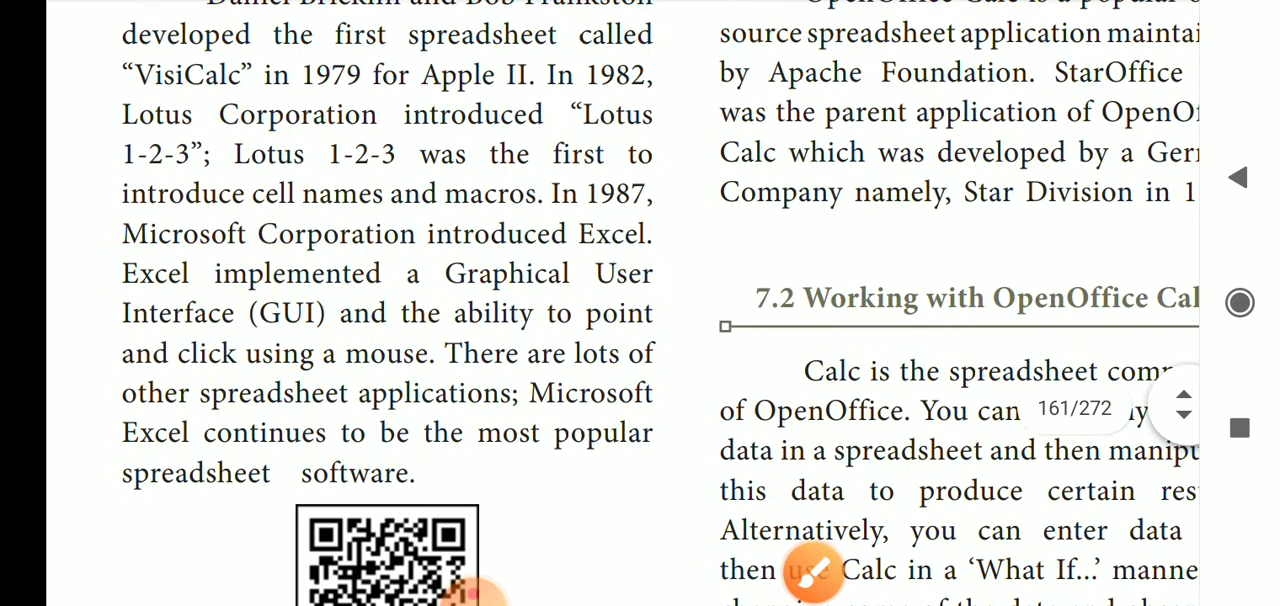 developed the first spreadsheet called
“VisiCalc” in 1979 for Apple II. In 1982,
Lotus Corporation introduced “Lotus
1-2-3”; Lotus 1-2-3 was the first to
introduce cell names and macros. In 1987,
Microsoft Corporation introduced Excel.
Excel implemented a Graphical User
Interface (GUI) and the ability to point
and click using a mouse. There are lots of
other spreadsheet applications; Microsoft
Excel continues to be the most popular
spreadsheet software.
source spreadsheet application
by Apache Foundation. StarOffice
was the parent application of
Calc which was developed by a
Company namely, Star Division in
7.2 Working with OpenOffice
Calc is the spreadsheet
of OpenOffice. You can
161/272
data in a spreadsheet and then
this data to produce certain
Alternatively, you can enter data
then use Calc in a ‘What If...’